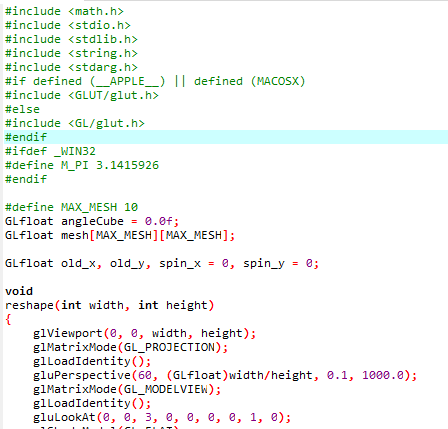 #include <math.h>
#include <stdio.h>
#include <stdlib.h>
#include <string.h>
#include <stdarg.h>
#if defined (__APPLE__) || defined (MACOSX)
#include <GLUT/glut.h>
#else
#include <GL/glut.h>
#endif
#ifdef _WIN32
#define M_PI 3.1415926
#endif

#define MAX_MESH 10
GLfloat angleCube = 0.0f;
GLfloat mesh[MAX_MESH][MAX_MESH];

GLfloat old_x, old_y, spin_x = 0, spin_y = 0;

void
reshape(int width, int height)
{
    glViewport(0, 0, width, height);
    glMatrixMode(GL_PROJECTION);
    glLoadIdentity();
    gluPerspective(60, (GLfloat)width/height, 0.1, 1000.0);
    glMatrixMode(GL_MODELVIEW);
    glLoadIdentity();
    gluLookAt(0, 0, 3, 0, 0, 0, 0, 1, 0);